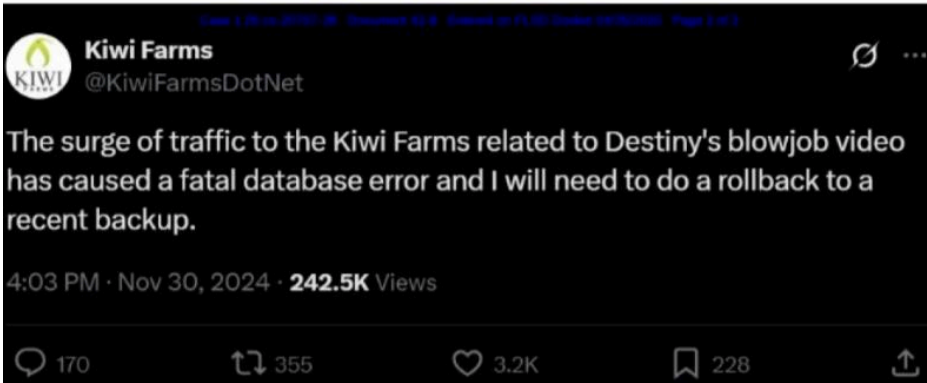 Kiwi Farms
@KiwiFarmsDotNet
KIWI
The surge of traffic to the Kiwi Farms related to Destiny's blowjob video
has caused a fatal database error and I will need to do a rollback to a
recent backup.
4:03 PM · Nov 30, 2024 · 242.5K Views
170 355 3.2K 228